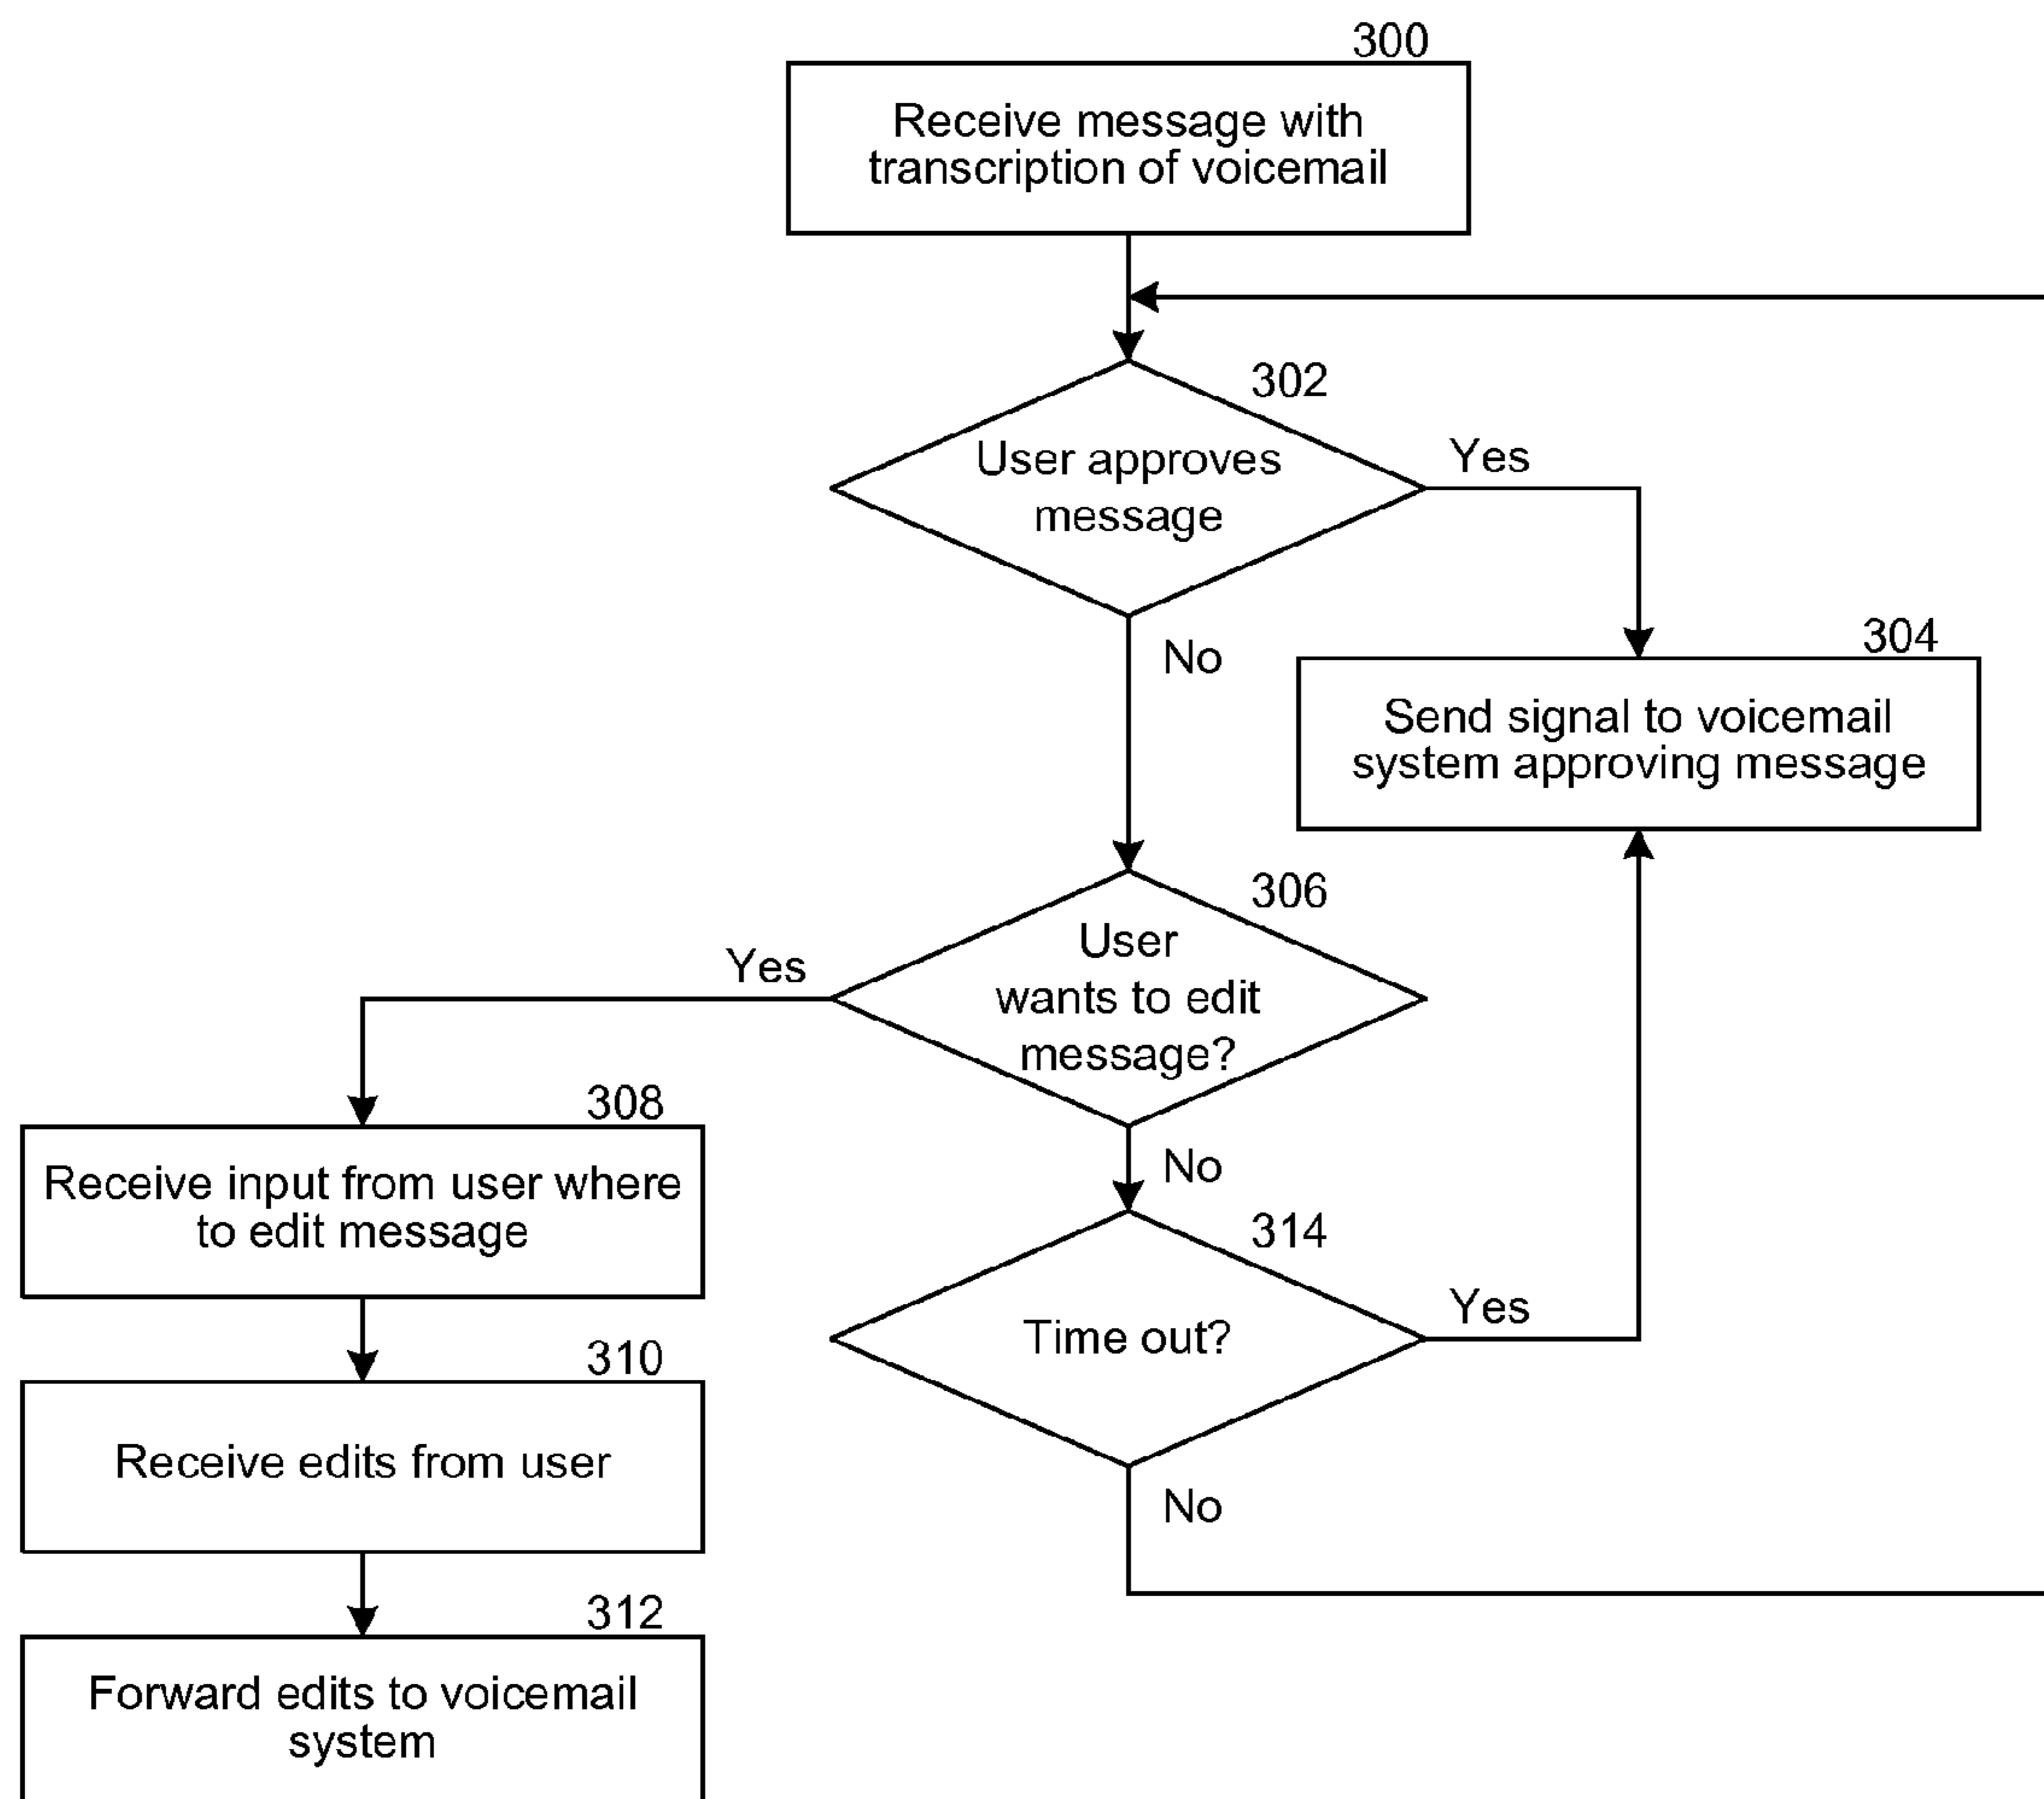 300
Receive message with
transcription of voicemail
302
User approves
message
Yes
No
304
Send signal to voicemail
system approving message
306
User
wants to edit
message?
Yes
No
308
Receive input from user where
to edit message
310
Receive edits from user
312
Forward edits to voicemail
system
314
Time out?
Yes
No